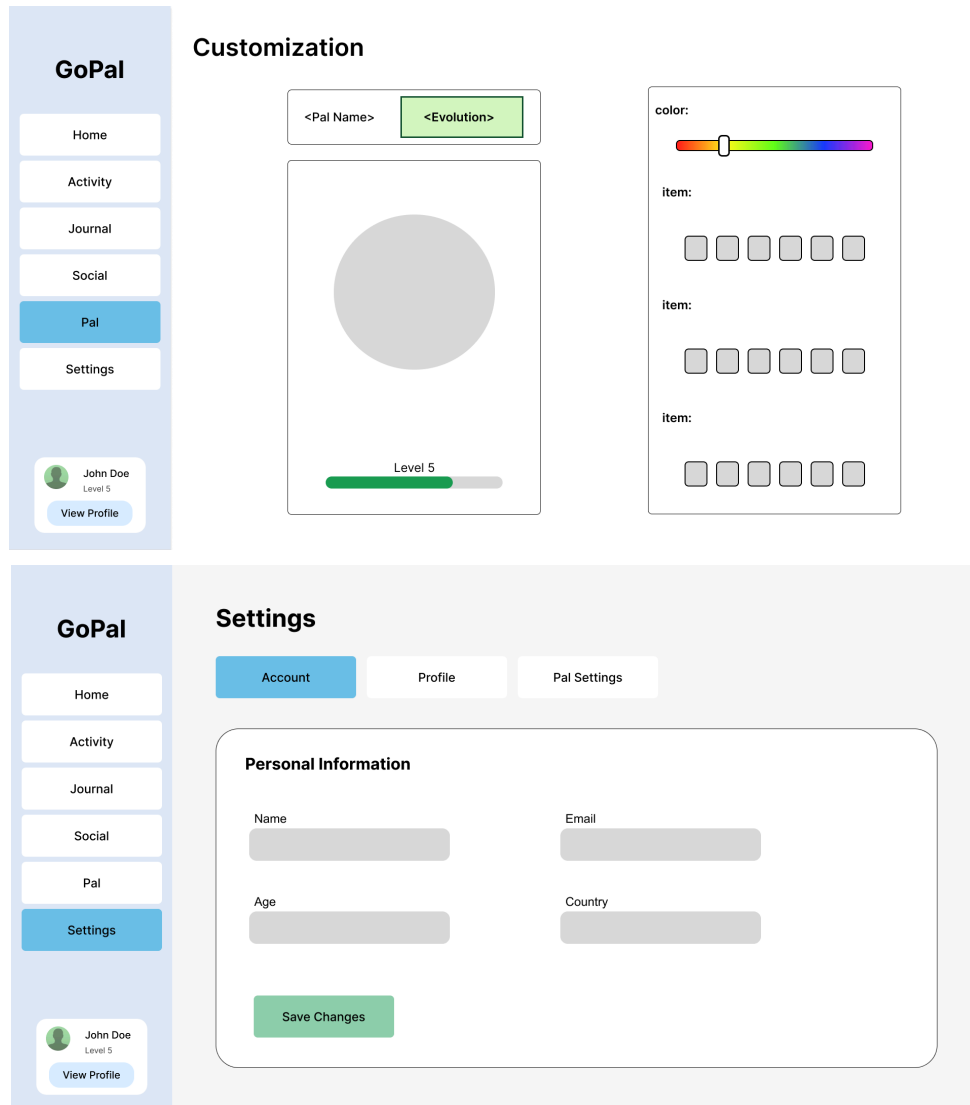 GoPal
Home
Activity
Journal
Social
Pal
Settings
John Doe
Level 5
View Profile
Customization
<Pal Name>
<Evolution>
Level 5
color:
item:
item:
item:
GoPal
Home
Activity
Journal
Social
Pal
Settings
John Doe
Level 5
View Profile
Settings
Account
Profile
Pal Settings
Personal Information
Name
Email
Age
Country
Save Changes